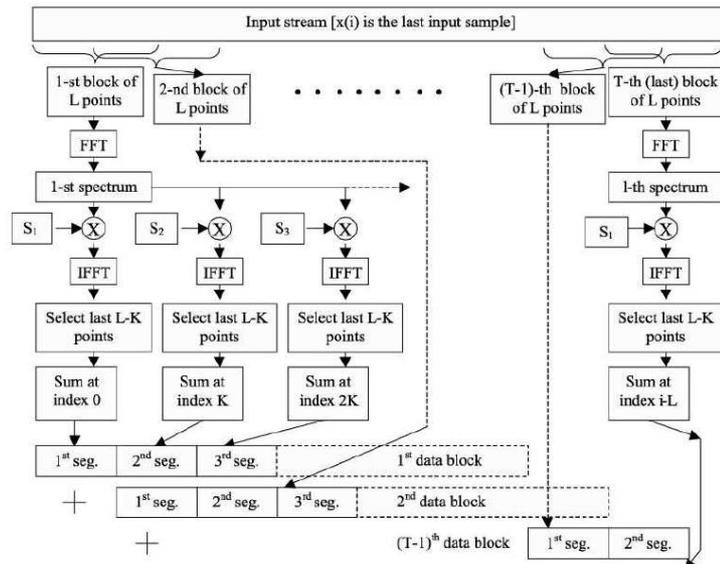 Input stream [x(i) is the last input sample]
1-st block of
L points
2-nd block of
L points
(T-1)-th block
of L points
T-th (last) block
of L points
FFT
FFT
1-st spectrum
l-th spectrum
S1
X
S2
X
S3
X
S1
X
IFFT
IFFT
IFFT
IFFT
Select last L-K
points
Select last L-K
points
Select last L-K
points
Select last L-K
points
Sum at
index 0
Sum at
index K
Sum at
index 2K
Sum at
index i-L
1st seg.
2nd seg.
3rd seg.
1st data block
+
1st seg.
2nd seg.
3rd seg.
2nd data block
+
(T-1)th data block
1st seg.
2nd seg.